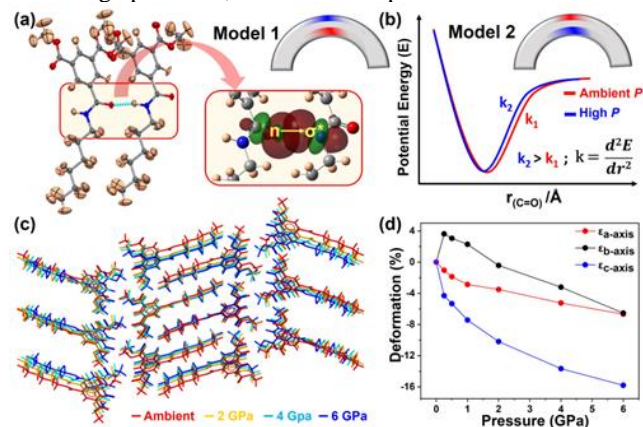 (a)
Model 1
n
σ*
(b)
Model 2
Potential Energy (E)
k₂
k₁
Ambient P
High P
k₂ > k₁ ; k = d²E/dr²
r(C=O) /Å
(c)
Ambient
2 GPa
4 Gpa
6 GPa
(d)
Deformation (%)
4
0
-4
-8
-12
-16
εa-axis
εb-axis
εc-axis
0 1 2 3 4 5 6
Pressure (GPa)